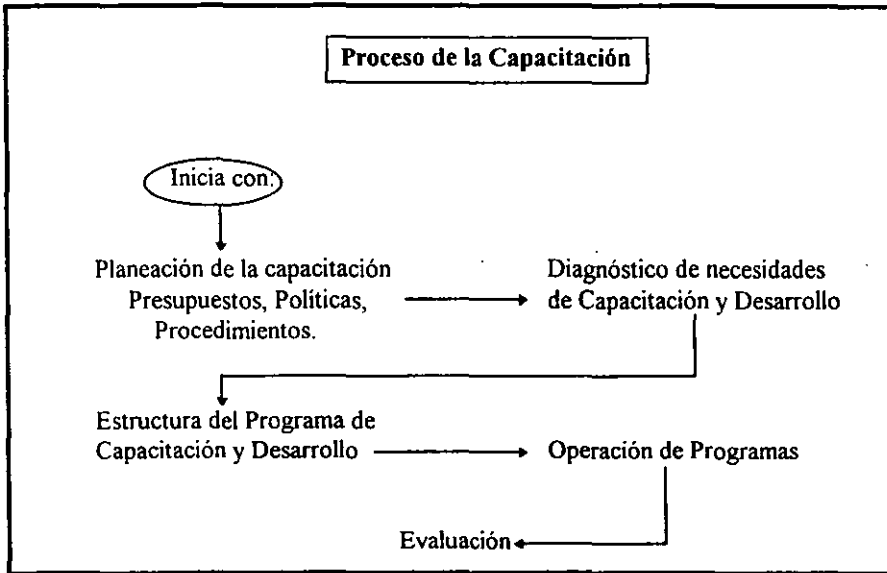 Proceso de la Capacitación
Inicia con:
Planeación de la capacitación
Presupuestos, Políticas,
Procedimientos.
Diagnóstico de necesidades
de Capacitación y Desarrollo
Estructura del Programa de
Capacitación y Desarrollo
Operación de Programas
Evaluación